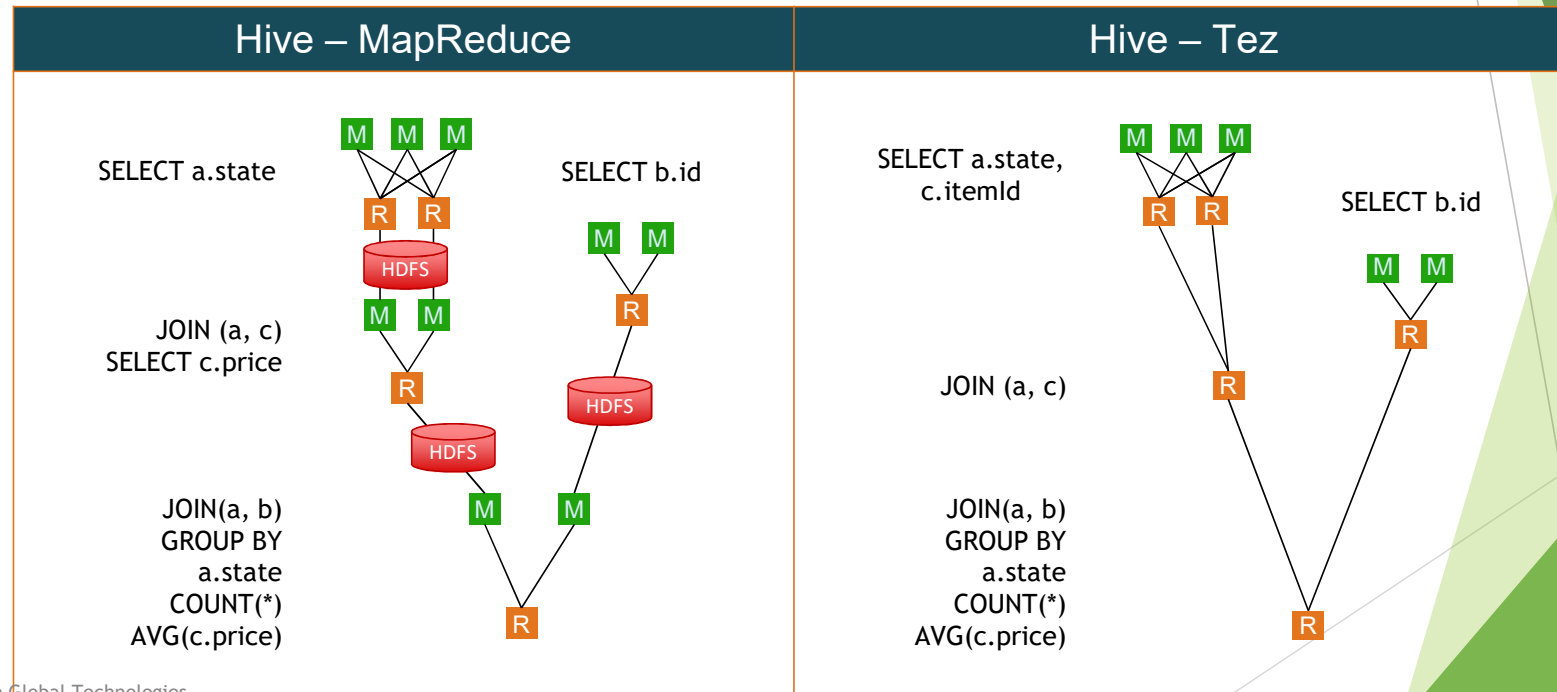 Hive – MapReduce
M M M
SELECT a.state
SELECT b.id
R R
HDFS
M M
M M
R
JOIN (a, c)
SELECT c.price
R
HDFS
HDFS
JOIN(a, b)
GROUP BY
a.state
COUNT(*)
AVG(c.price)
M M
R
Hive – Tez
M M M
SELECT a.state,
c.itemId
R R
SELECT b.id
M M
R
JOIN (a, c)
R
JOIN(a, b)
GROUP BY
a.state
COUNT(*)
AVG(c.price)
R
Global Technologies